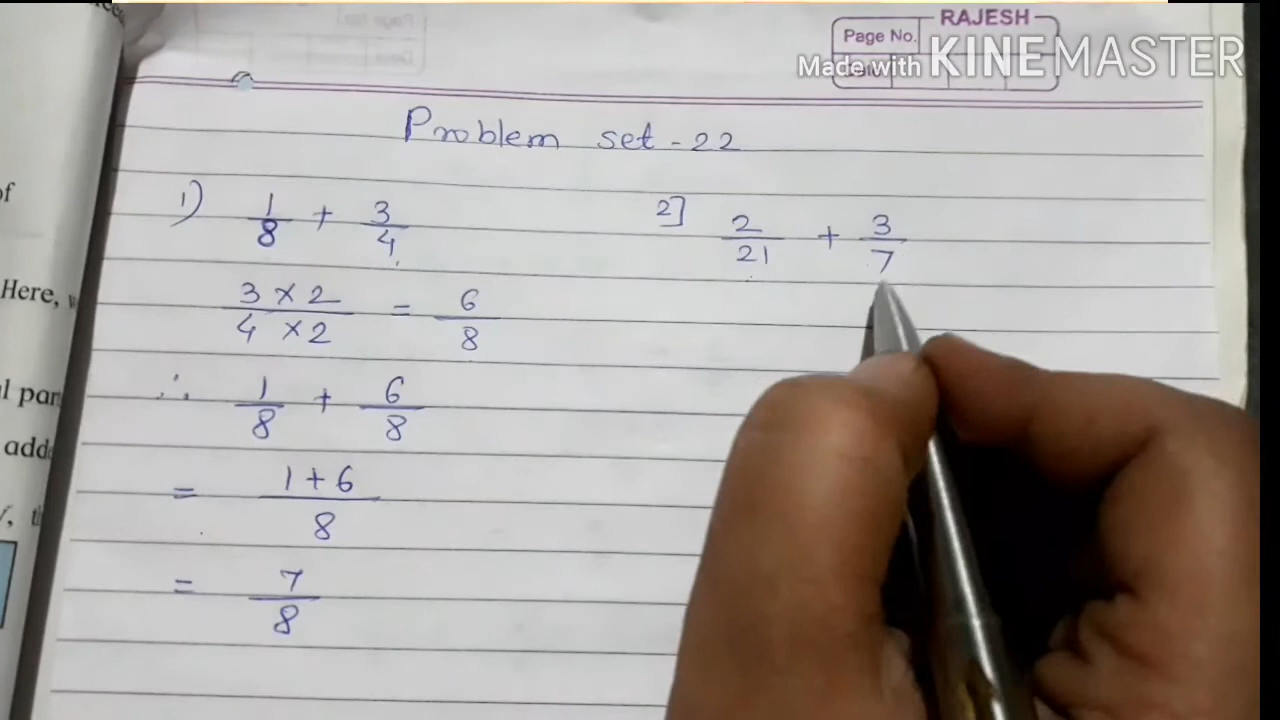 RAJESH
Page No.
Made with KINEMASTER
Problem set - 22
1) 1/8 + 3/4
3 × 2 / 4 × 2 = 6/8
∴ 1/8 + 6/8
= 1 + 6 / 8
= 7/8
2] 2/21 + 3/7
of
Here,